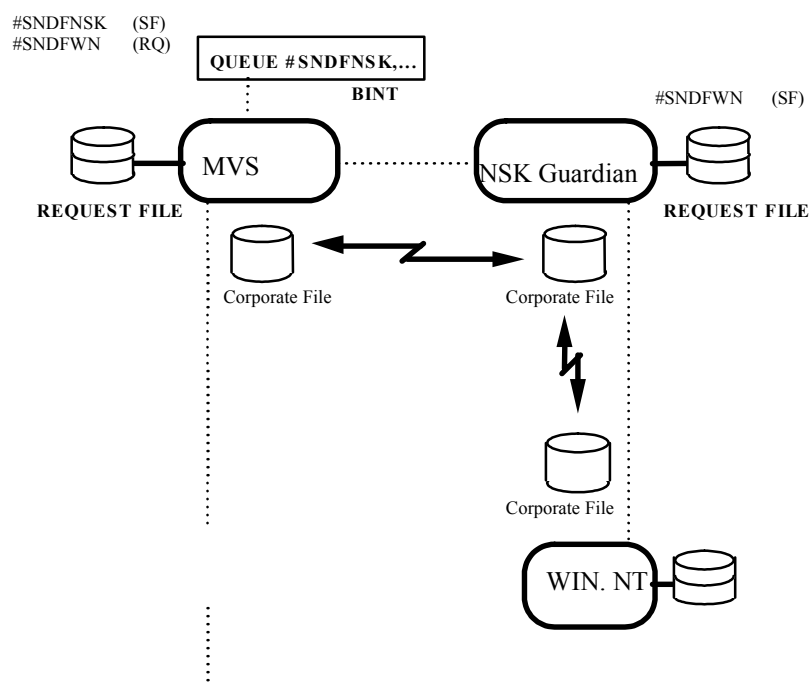 #SNDFNSK (SF)
#SNDFWN (RQ)
QUEUE #SNDFNSK,...
BINT
#SNDFWN (SF)
MVS
NSK Guardian
REQUEST FILE
REQUEST FILE
Corporate File
Corporate File
Corporate File
WIN. NT